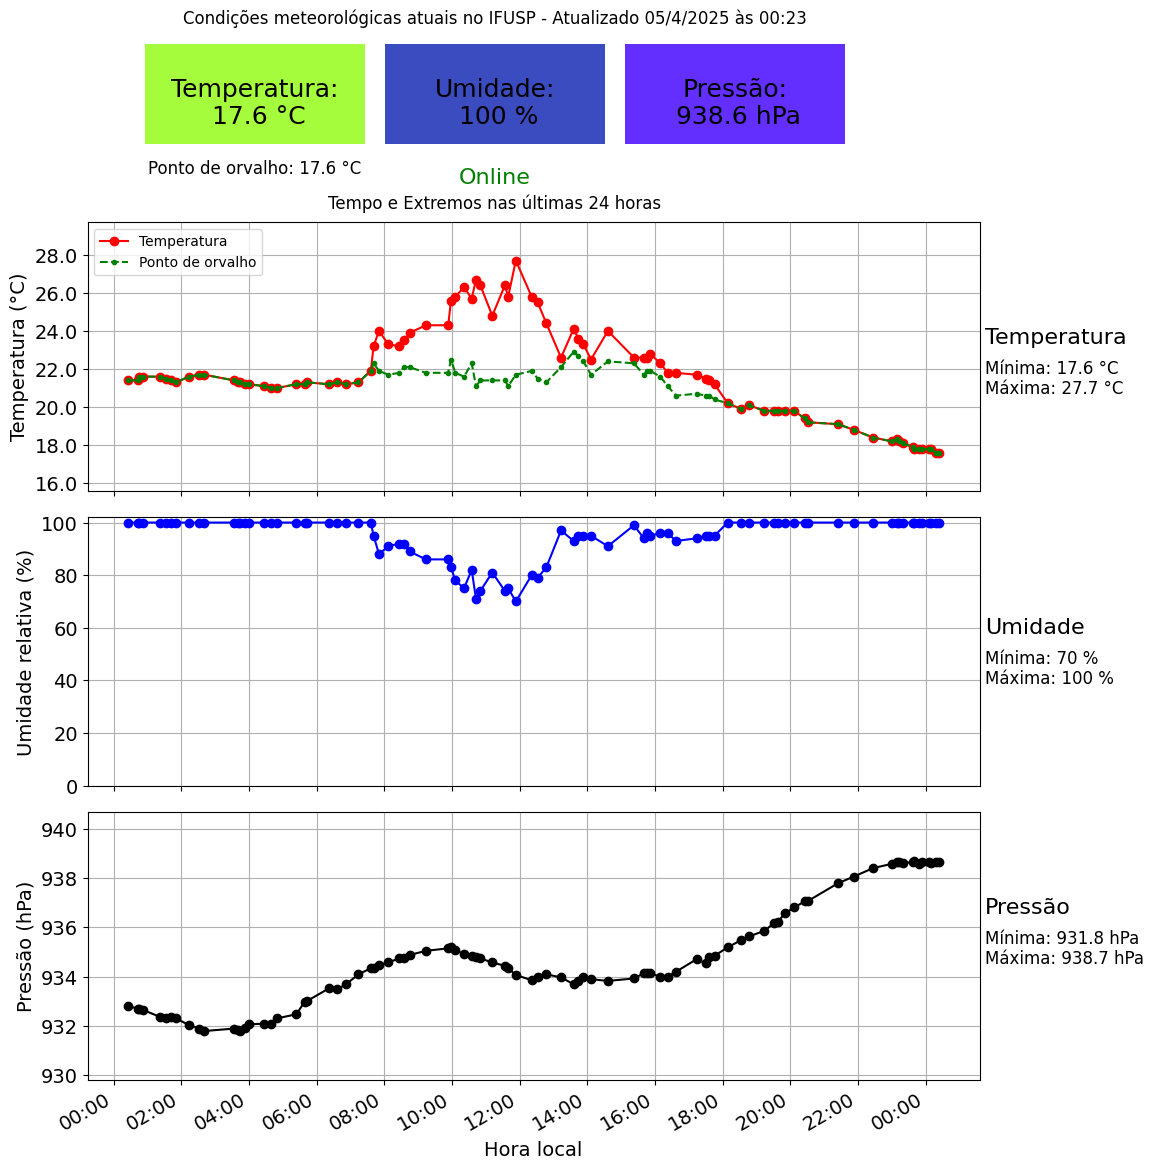 Condições meteorológicas atuais no IFUSP - Atualizado 05/4/2025 às 00:23
Temperatura:
17.6 °C
Umidade:
100 %
Pressão:
938.6 hPa
Ponto de orvalho: 17.6 °C
Online
Tempo e Extremos nas últimas 24 horas
Temperatura
Ponto de orvalho
Temperatura (°C)
28.0
26.0
24.0
22.0
20.0
18.0
16.0
Temperatura
Mínima: 17.6 °C
Máxima: 27.7 °C
Umidade relativa (%)
100
80
60
40
20
0
Umidade
Mínima: 70 %
Máxima: 100 %
Pressão (hPa)
940
938
936
934
932
930
Pressão
Mínima: 931.8 hPa
Máxima: 938.7 hPa
00:00
02:00
04:00
06:00
08:00
10:00
12:00
14:00
16:00
18:00
20:00
22:00
00:00
Hora local